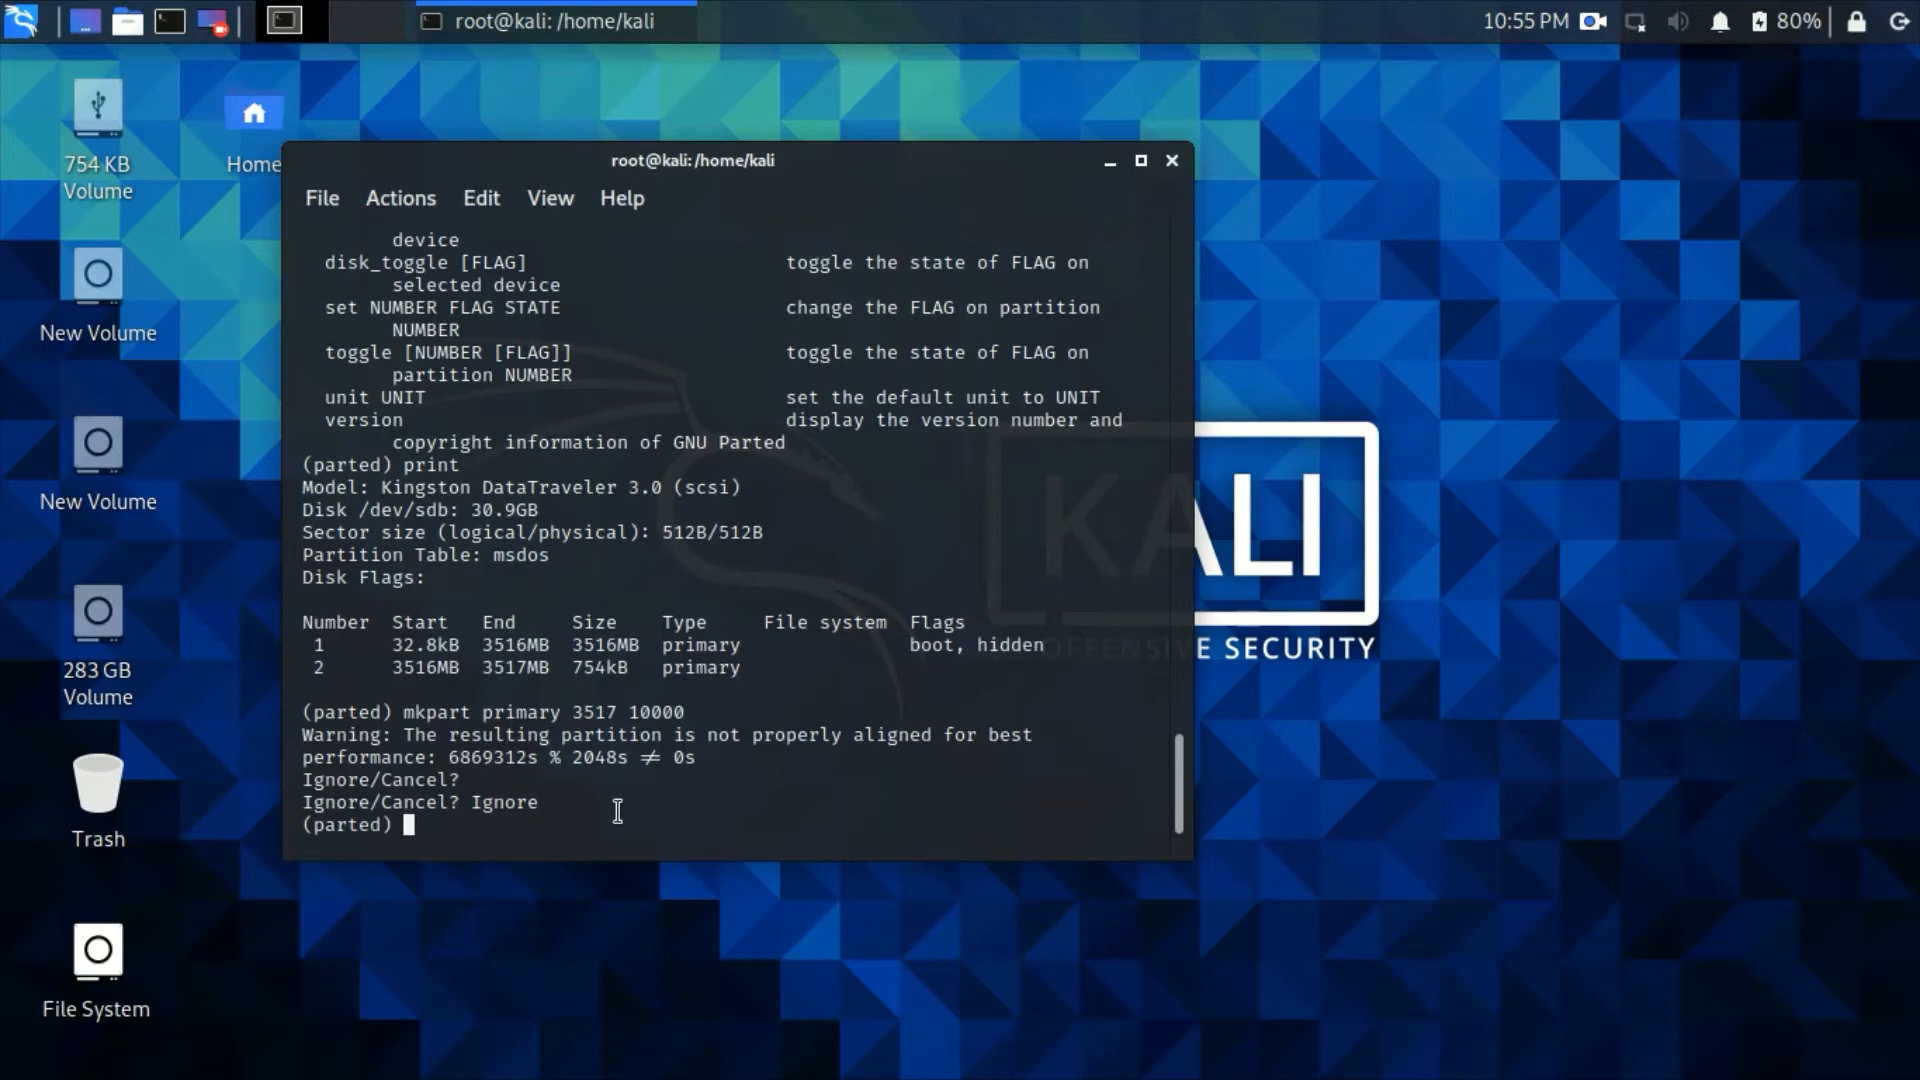 root@kali: /home/kali
10:55 PM
80%
754 KB
Volume
Home
New Volume
New Volume
283 GB
Volume
Trash
File System
root@kali:/home/kali
File Actions Edit View Help
device
disk_toggle [FLAG] toggle the state of FLAG on
selected device
set NUMBER FLAG STATE change the FLAG on partition
NUMBER
toggle [NUMBER [FLAG]] toggle the state of FLAG on
partition NUMBER
unit UNIT set the default unit to UNIT
version display the version number and
copyright information of GNU Parted
(parted) print
Model: Kingston DataTraveler 3.0 (scsi)
Disk /dev/sdb: 30.9GB
Sector size (logical/physical): 512B/512B
Partition Table: msdos
Disk Flags:
Number Start End Size Type File system Flags
1 32.8kB 3516MB 3516MB primary boot, hidden
2 3516MB 3517MB 754kB primary
(parted) mkpart primary 3517 10000
Warning: The resulting partition is not properly aligned for best
performance: 6869312s % 2048s ≠ 0s
Ignore/Cancel?
Ignore/Cancel? Ignore
(parted)
KALI
OFFENSIVE SECURITY